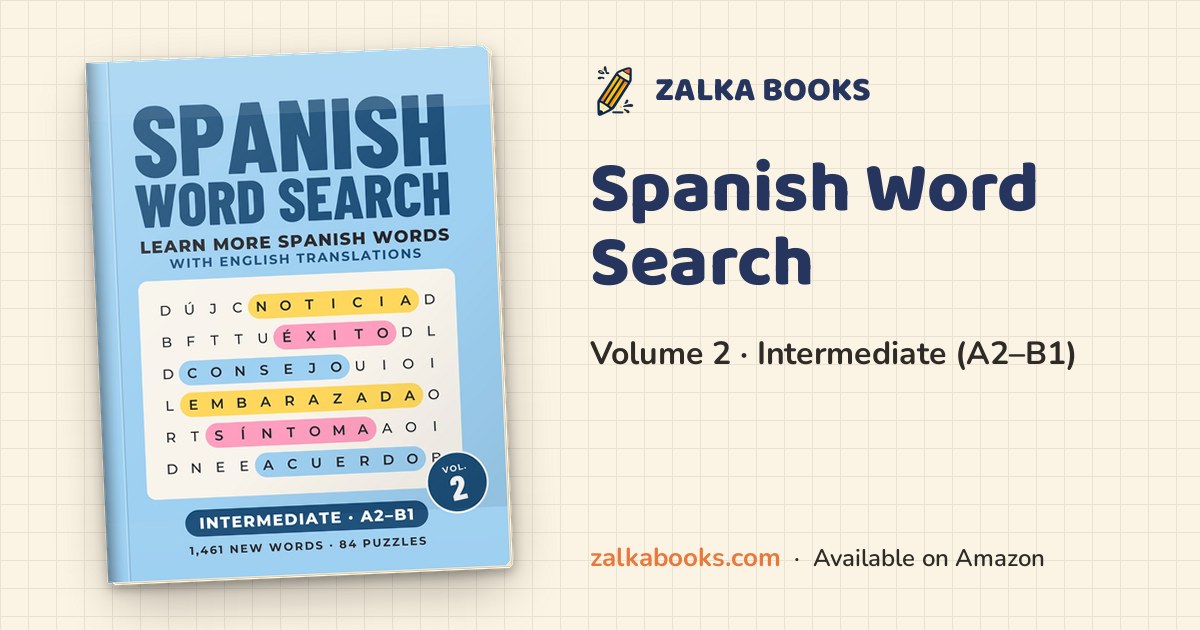 SPANISH
WORD SEARCH
LEARN MORE SPANISH WORDS
WITH ENGLISH TRANSLATIONS
D Ú J C N O T I C I A D
B F T T U É X I T O D L
D C O N S E J O U I O I
L E M B A R A Z A D A O
R T S Í N T O M A A O I
D N E E A C U E R D O
VOL.
2
INTERMEDIATE · A2–B1
1,461 NEW WORDS · 84 PUZZLES
ZALKA BOOKS
Spanish Word
Search
Volume 2 · Intermediate (A2–B1)
zalkabooks.com · Available on Amazon